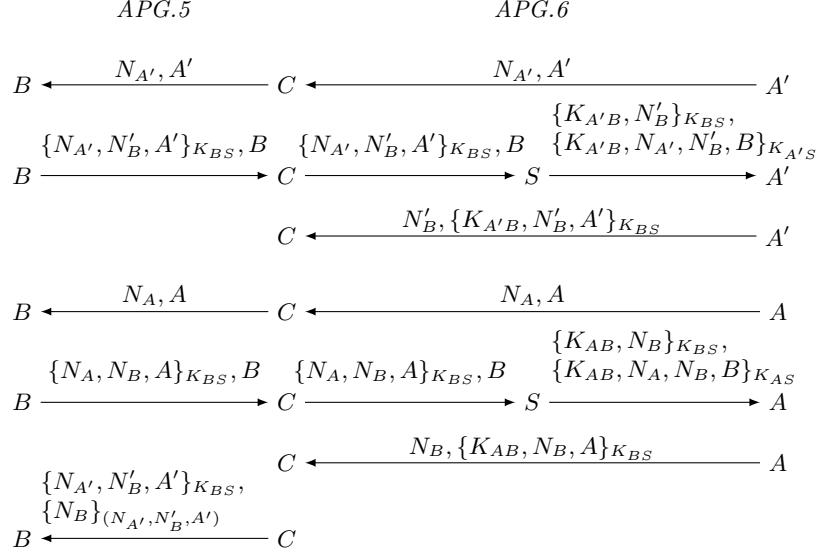 APG.5 APG.6
B N_{A'}, A' C N_{A'}, A' A'
{K_{A'B}, N'_B}_{K_{BS}},
{N_{A'}, N'_B, A'}_{K_{BS}}, B {N_{A'}, N'_B, A'}_{K_{BS}}, B {K_{A'B}, N_{A'}, N'_B, B}_{K_{A'S}}
B C S A'
N'_B, {K_{A'B}, N'_B, A'}_{K_{BS}}
C A'
B N_A, A C N_A, A A
{K_{AB}, N_B}_{K_{BS}},
{N_A, N_B, A}_{K_{BS}}, B {N_A, N_B, A}_{K_{BS}}, B {K_{AB}, N_A, N_B, B}_{K_{AS}}
B C S A
N_B, {K_{AB}, N_B, A}_{K_{BS}}
C A
{N_{A'}, N'_B, A'}_{K_{BS}},
{N_B}_{(N_{A'}, N'_B, A')}
B C